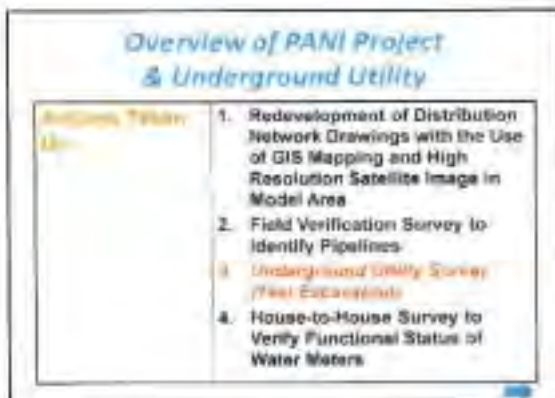 Overview of PANI Project
& Underground Utility
Actions Taken
1. Redevelopment of Distribution
Network Drawings with the Use
of GIS Mapping and High
Resolution Satellite Image in
Model Area
2. Field Verification Survey to
Identify Pipelines
3. Underground Utility Survey
(Test Excavation)
4. House-to-House Survey to
Verify Functional Status of
Water Meters